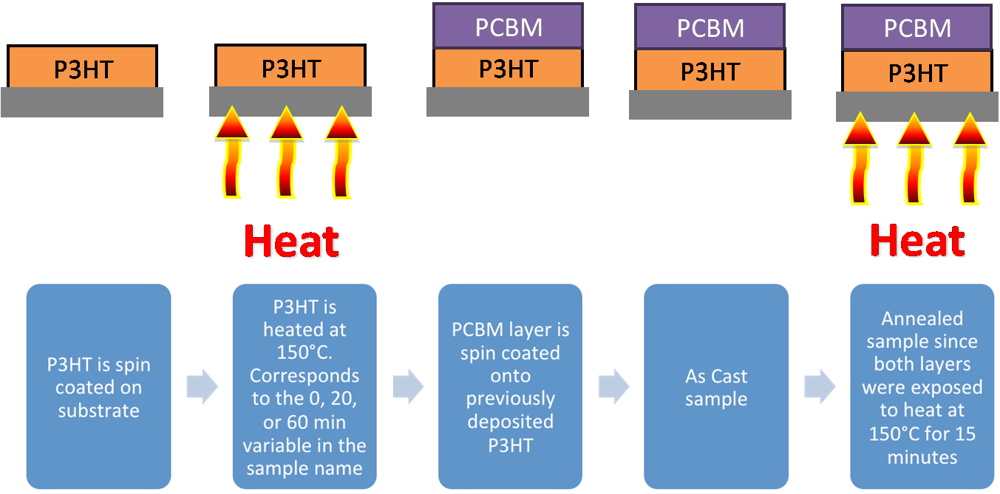 P3HT
P3HT
PCBM
P3HT
PCBM
P3HT
PCBM
P3HT
Heat
Heat
P3HT is spin
coated on
substrate
P3HT is
heated at
150°C.
Corresponds
to the 0, 20,
or 60 min
variable in the
sample name
PCBM layer is
spin coated
onto
previously
deposited
P3HT
As Cast
sample
Annealed
sample since
both layers
were exposed
to heat at
150°C for 15
minutes